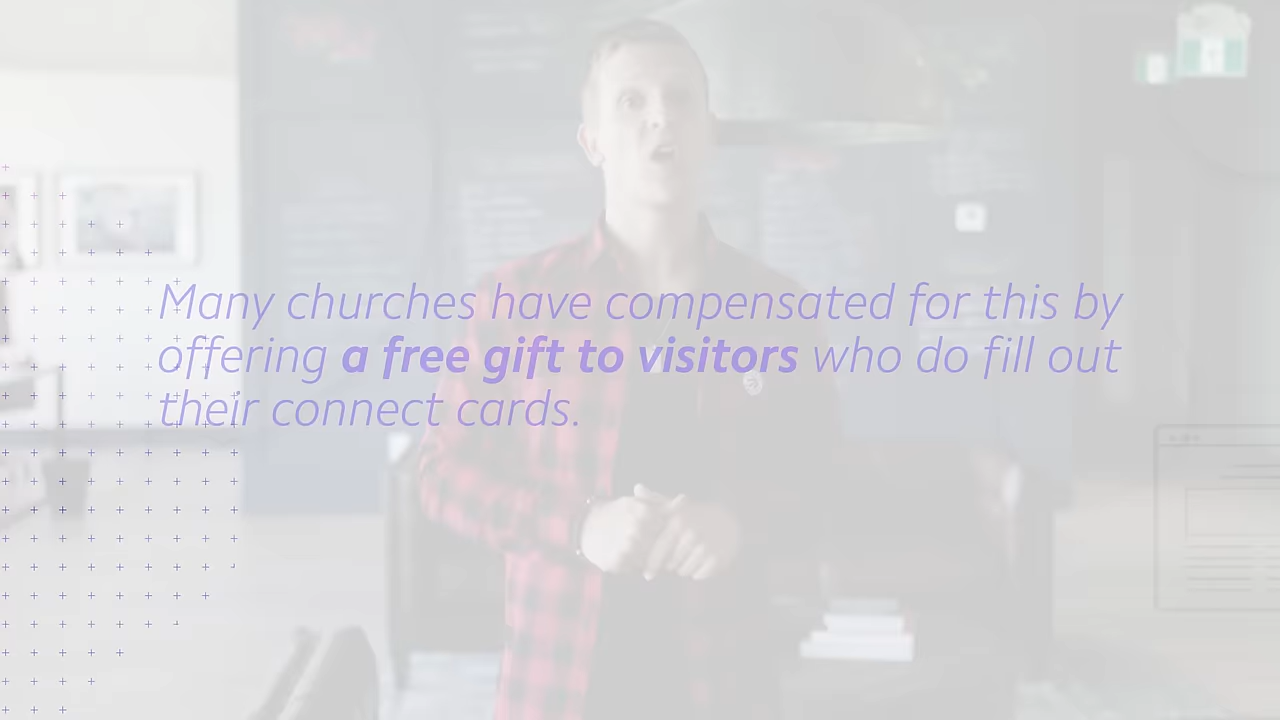 Many churches have compensated for this by
offering a free gift to visitors who do fill out
their connect cards.